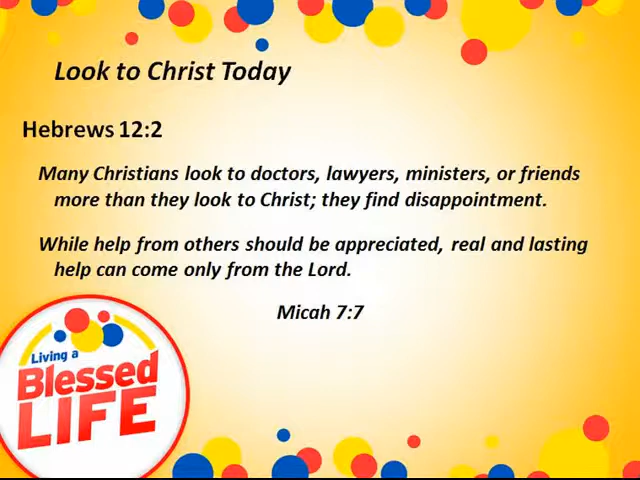 Look to Christ Today
Hebrews 12:2
Many Christians look to doctors, lawyers, ministers, or friends
more than they look to Christ; they find disappointment.
While help from others should be appreciated, real and lasting
help can come only from the Lord.
Micah 7:7
Living a
Blessed
LIFE